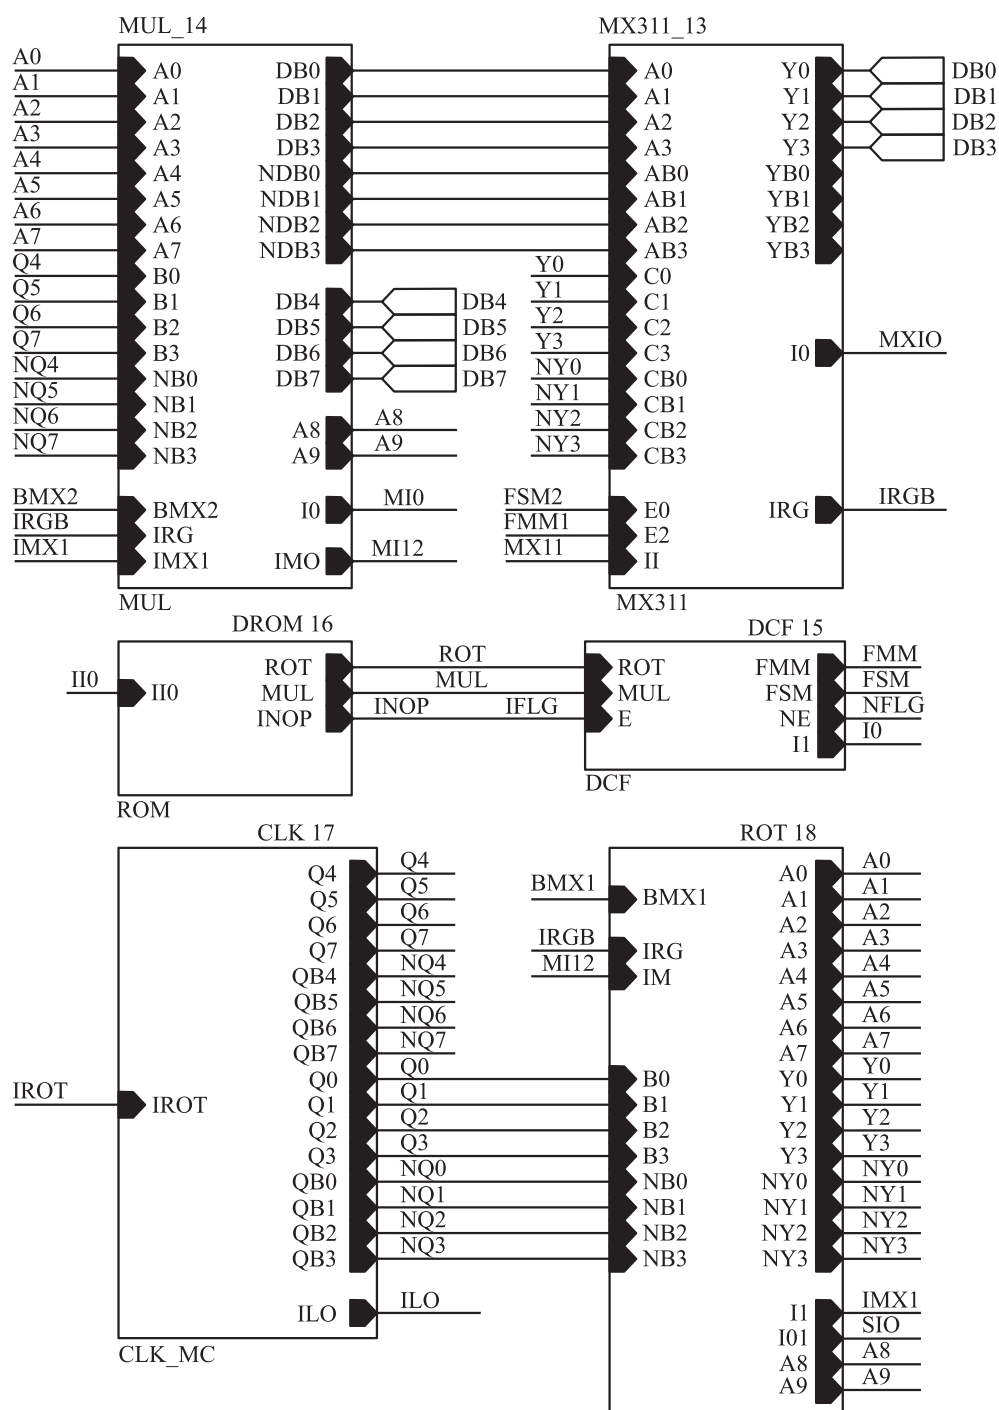 MUL_14 MX311_13
A0 A0 DB0 A0 Y0 DB0
A1 A1 DB1 A1 Y1 DB1
A2 A2 DB2 A2 Y2 DB2
A3 A3 DB3 A3 Y3 DB3
A4 A4 NDB0 AB0 YB0
A5 A5 NDB1 AB1 YB1
A6 A6 NDB2 AB2 YB2
A7 A7 NDB3 AB3 YB3
Q4 B0 Y0 C0
Q5 B1 DB4 DB4 Y1 C1
Q6 B2 DB5 DB5 Y2 C2
Q7 B3 DB6 DB6 Y3 C3 I0 MXIO
NQ4 NB0 DB7 DB7 NY0 CB0
NQ5 NB1 NY1 CB1
NQ6 NB2 A8 A8 NY2 CB2
NQ7 NB3 A9 A9 NY3 CB3
BMX2 BMX2 I0 MI0 FSM2 E0 IRG IRGB
IRGB IRG FMM1 E2
IMX1 IMX1 IMO MI12 MX11 II
MUL MX311
DROM 16 DCF 15
ROT ROT ROT FMM FMM
II0 II0 MUL MUL MUL FSM FSM
INOP INOP IFLG E NE NFLG
I1 I0
ROM DCF
CLK 17 ROT 18
Q4 Q4 A0 A0
Q5 Q5 BMX1 BMX1 A1 A1
Q6 Q6 A2 A2
Q7 Q7 IRGB IRG A3 A3
QB4 NQ4 MI12 IM A4 A4
QB5 NQ5 A5 A5
QB6 NQ6 A6 A6
QB7 NQ7 A7 A7
Q0 Q0 B0 Y0 Y0
IROT IROT Q1 Q1 B1 Y1 Y1
Q2 Q2 B2 Y2 Y2
Q3 Q3 B3 Y3 Y3
QB0 NQ0 NB0 NY0 NY0
QB1 NQ1 NB1 NY1 NY1
QB2 NQ2 NB2 NY2 NY2
QB3 NQ3 NB3 NY3 NY3
ILO ILO I1 IMX1
I01 SIO
CLK_MC A8 A8
A9 A9